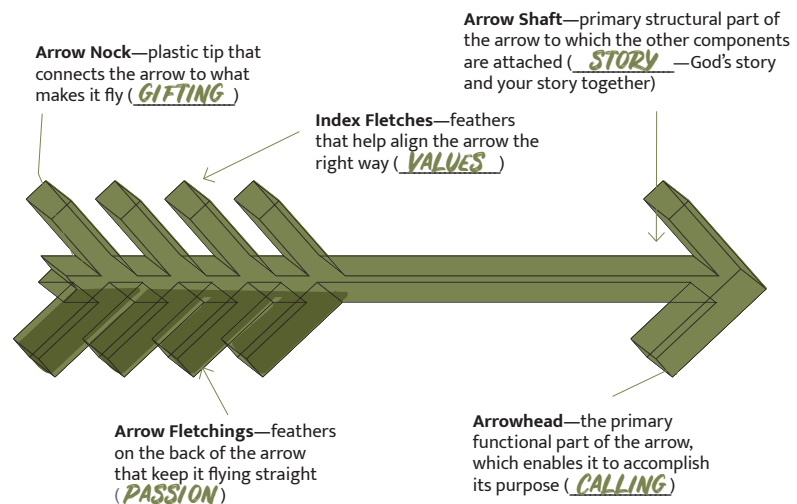 Arrow Nock—plastic tip that
connects the arrow to what
makes it fly (GIFTING)
Index Fletches—feathers
that help align the arrow the
right way (VALUES)
Arrow Shaft—primary structural part of
the arrow to which the other components
are attached (STORY—God’s story
and your story together)
Arrow Fletchings—feathers
on the back of the arrow
that keep it flying straight
(PASSION)
Arrowhead—the primary
functional part of the arrow,
which enables it to accomplish
its purpose (CALLING)